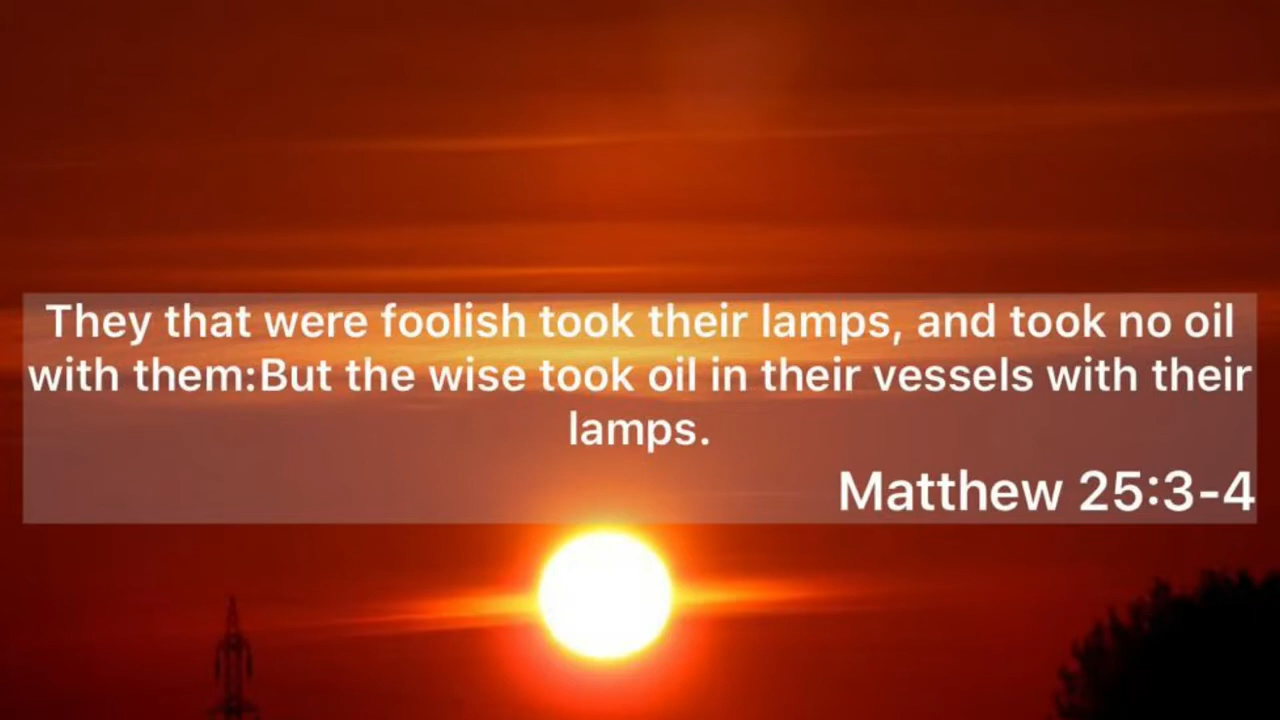 They that were foolish took their lamps, and took no oil
with them:But the wise took oil in their vessels with their
lamps.
Matthew 25:3-4